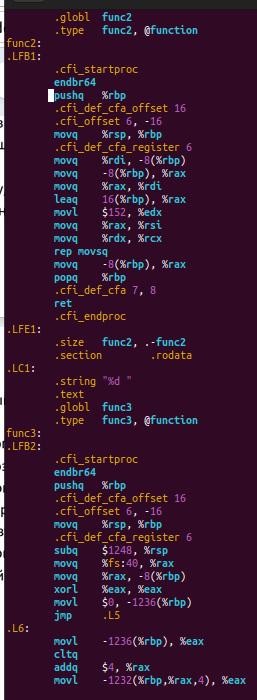 .globl func2
.type func2, @function
func2:
.LFB1:
.cfi_startproc
endbr64
pushq %rbp
.cfi_def_cfa_offset 16
.cfi_offset 6, -16
movq %rsp, %rbp
.cfi_def_cfa_register 6
movq %rdi, -8(%rbp)
movq -8(%rbp), %rax
movq %rax, %rdi
leaq 16(%rbp), %rax
movl $152, %edx
movq %rax, %rsi
movq %rdx, %rcx
rep movsq
movq -8(%rbp), %rax
popq %rbp
.cfi_def_cfa 7, 8
ret
.cfi_endproc
.LFE1:
.size func2, .-func2
.section .rodata
.LC1:
.string "%d "
.text
.globl func3
.type func3, @function
func3:
.LFB2:
.cfi_startproc
endbr64
pushq %rbp
.cfi_def_cfa_offset 16
.cfi_offset 6, -16
movq %rsp, %rbp
.cfi_def_cfa_register 6
subq $1248, %rsp
movq %fs:40, %rax
movq %rax, -8(%rbp)
xorl %eax, %eax
movl $0, -1236(%rbp)
jmp .L5
.L6:
movl -1236(%rbp), %eax
cltq
addq $4, %rax
movl -1232(%rbp,%rax,4), %eax